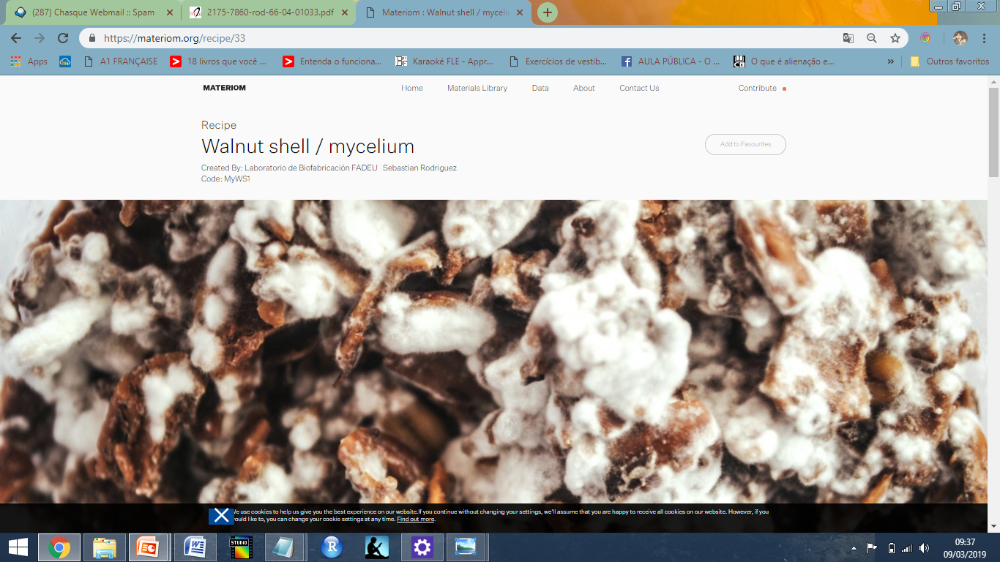 (287) Chasque Webmail :: Spam
2175-7860-rod-66-04-01033.pdf
Materiom : Walnut shell / myceli
https://materiom.org/recipe/33
Apps
A1 FRANÇAISE
18 livros que você ...
Entenda o funciona...
Karaoké FLE - Appr...
Exercícios de vestib...
AULA PÚBLICA - O ...
O que é alienação e...
»
Outros favoritos
MATERIOM
Home
Materials Library
Data
About
Contact Us
Contribute
Recipe
Walnut shell / mycelium
Add to Favourites
Created By: Laboratorio de Biofabricación FADEU Sebastian Rodriguez
Code: MyWS1
We use cookies to help us give you the best experience on our website.If you continue without changing your settings, we'll assume that you are happy to receive all cookies on our website. However, if you
would like to, you can change your cookie settings at any time. Find out more.
STUDIO
R
09:37
09/03/2019